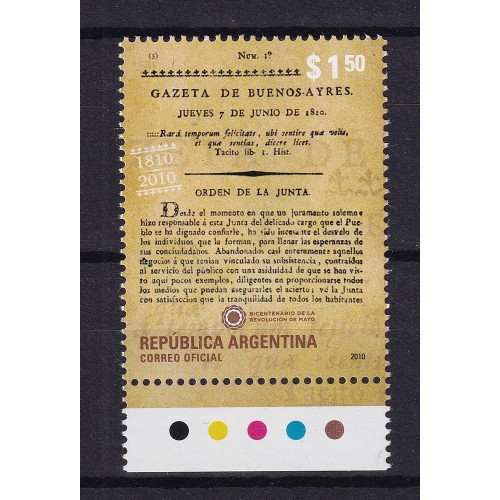 (5)
Num. 1º
$ 1.50
GAZETA DE BUENOS-AYRES.
JUEVES 7 DE JUNIO DE 1810.
:::::Rará temporum felicitate, ubi sentire quæ velis,
et quæ sentias, dicere licet.
Tacito lib. 1. Hist.
1810
2010
ORDEN DE LA JUNTA.
Desde el momento en que un juramento solemne
hizo responsable á esta Junta del delicado cargo que el Pue-
blo se ha dignado confiarle, ha sido incesante el desvelo de
los individuos que la forman, para llenar las esperanzas de
sus conciudadanos. Abandonados casi enteramente aquellos
negocios á que tenian vinculado su subsistencia, contraidos
al servicio del público con una asiduidad de que se han vis-
to aquí pocos exemplos, diligentes en proporcionarse todos
los medios que puedan asegurarles el acierto; vé la Junta
con satisfaccion que la tranquilidad de todos los habitantes
BICENTENARIO DE LA
REVOLUCIÓN DE MAYO
REPÚBLICA ARGENTINA
CORREO OFICIAL
2010